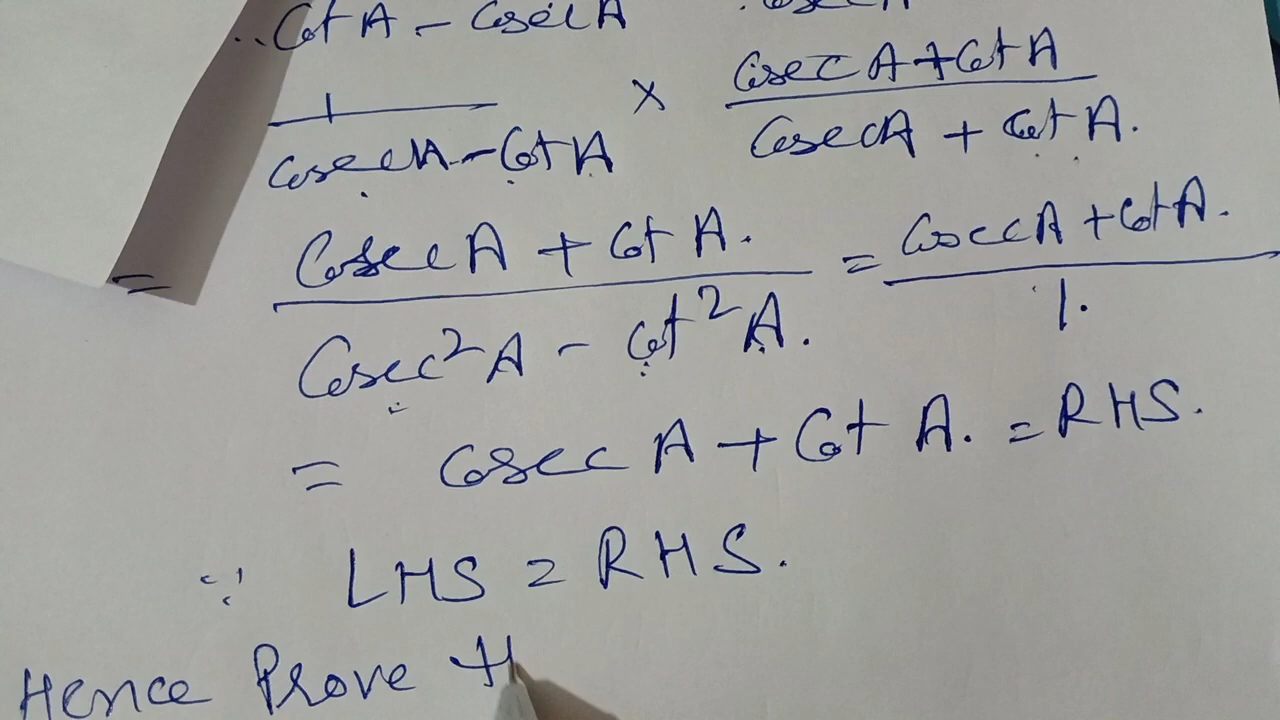 Cot A - Cosec A
1 × Cosec A + Cot A
Cosec A - Cot A Cosec A + Cot A.
= Cosec A + Cot A. = Cosec A + Cot A.
Cosec²A - Cot²A. 1.
= Cosec A + Cot A. = RHS.
∵ LHS = RHS.
Hence Prove